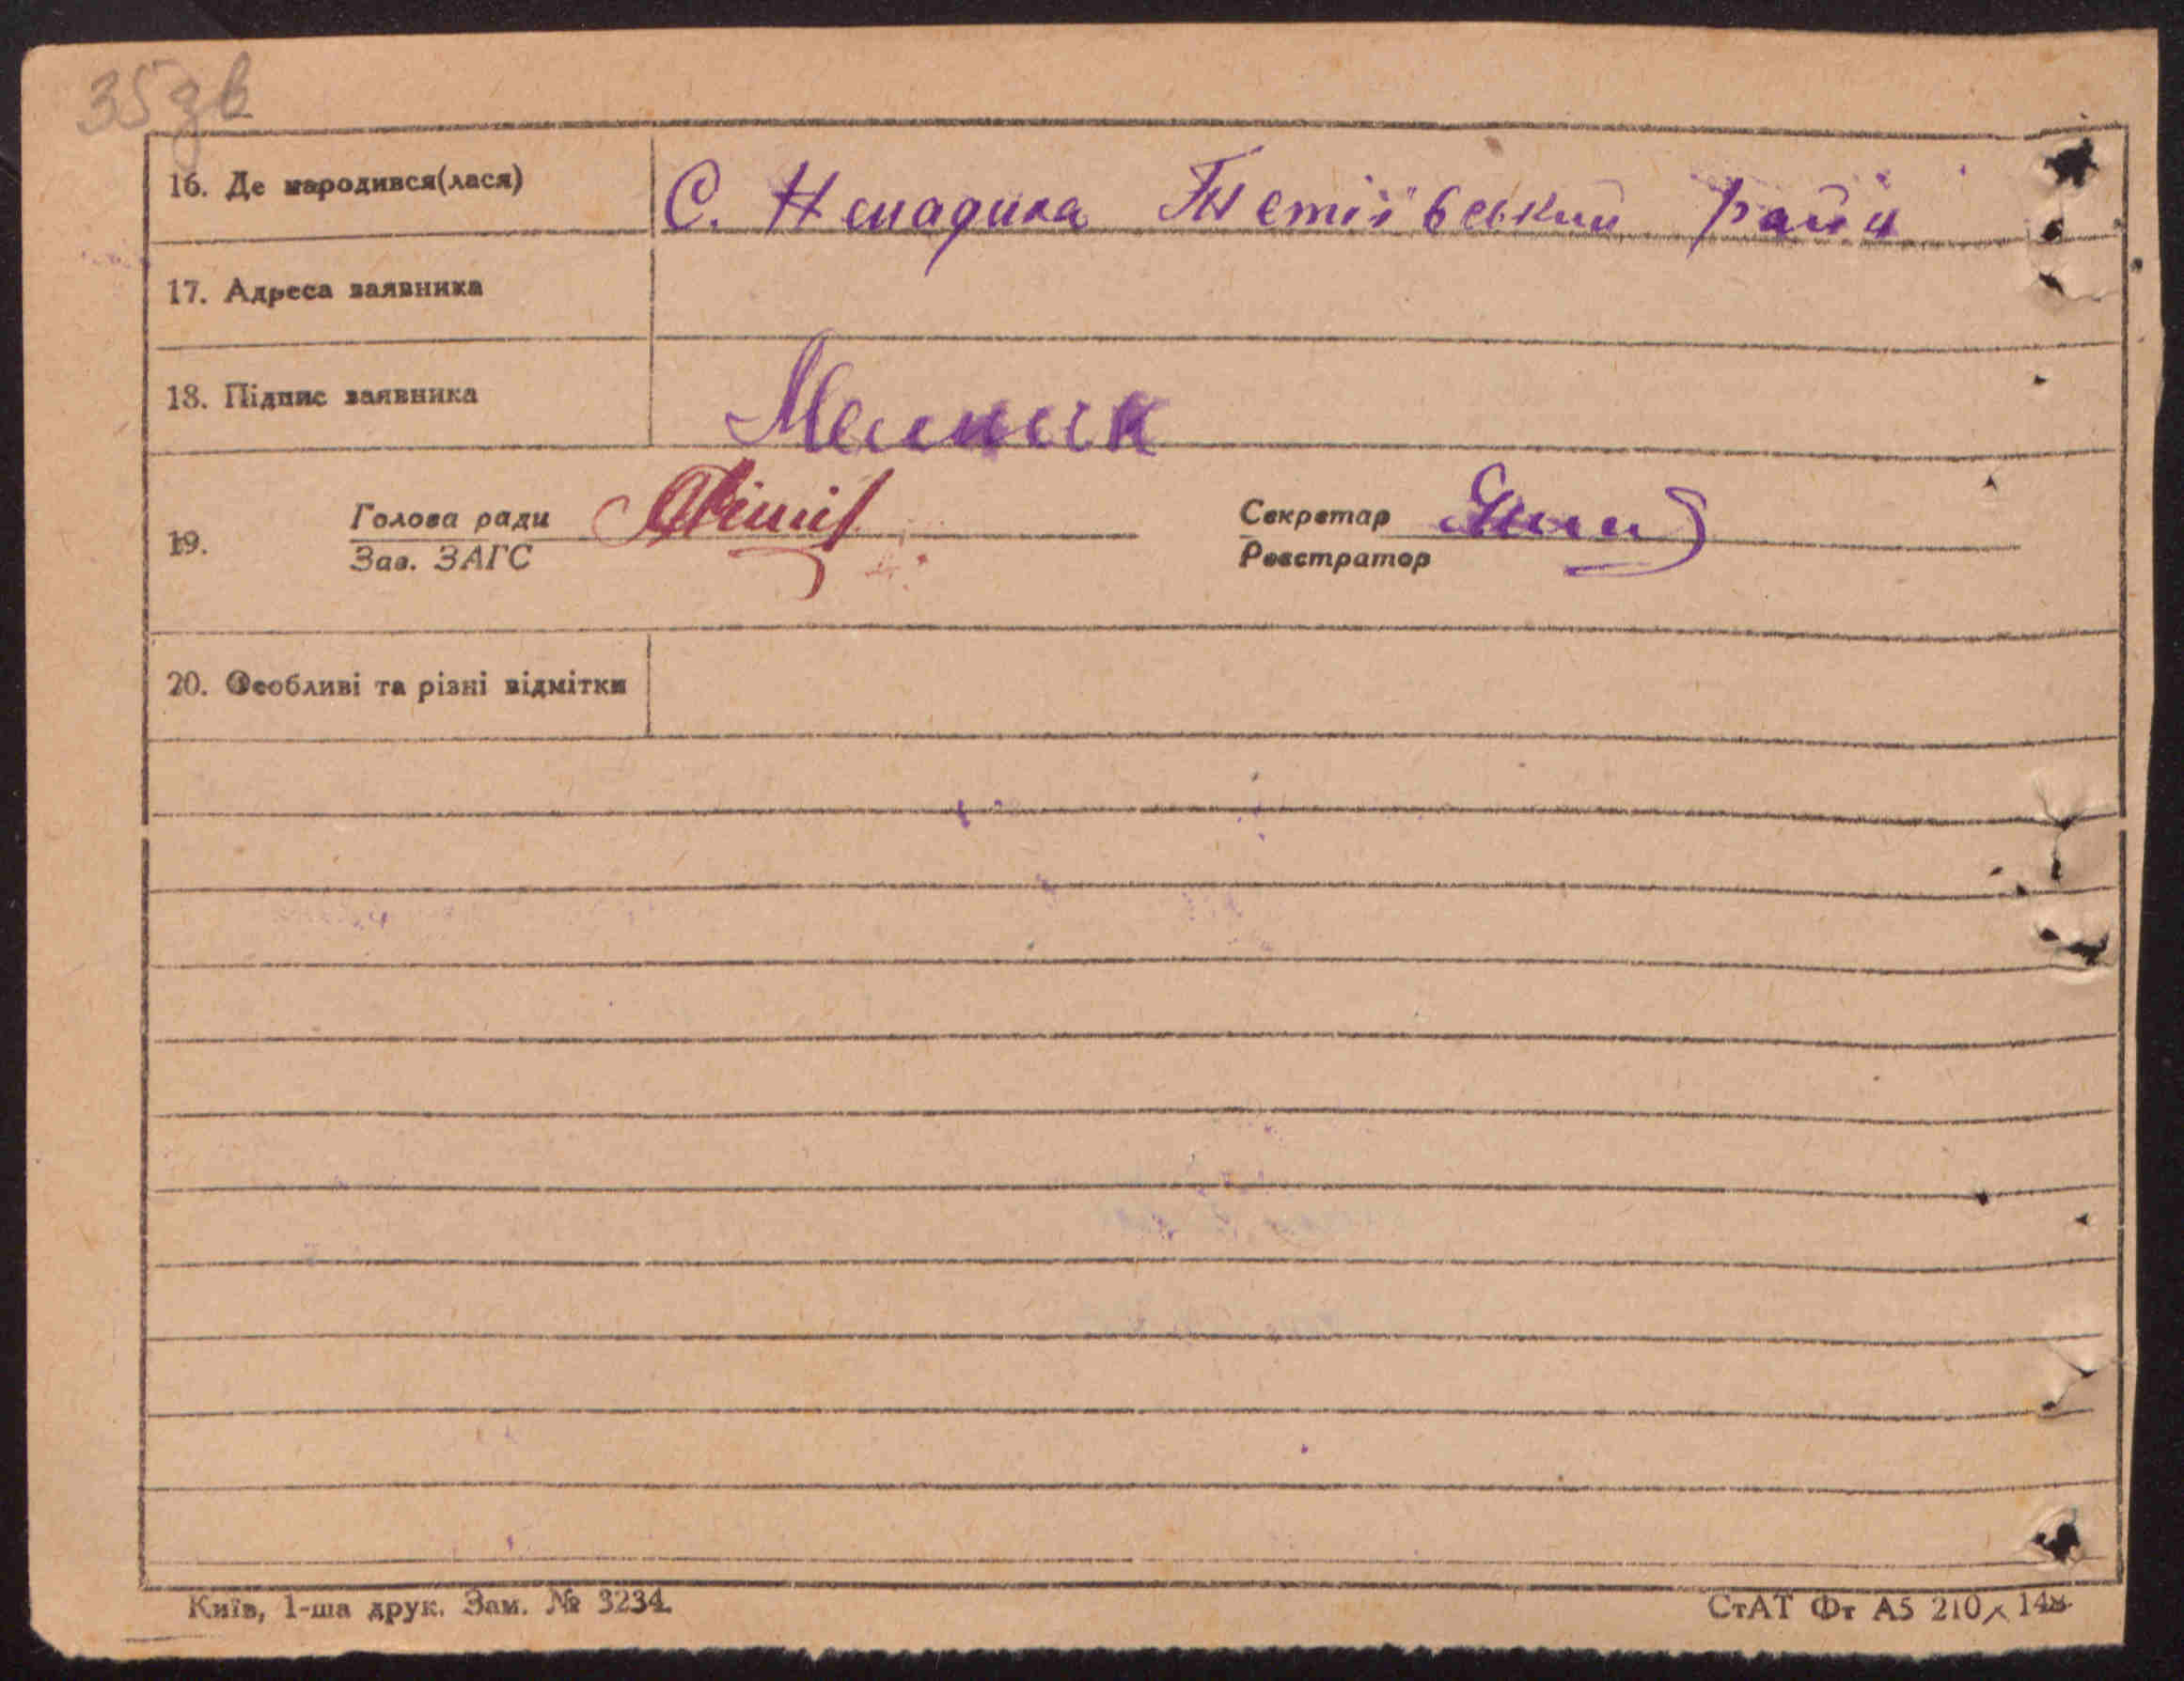 35зв
16. Де народився(лася) С. Ненадиха Тетіївський район
17. Адреса заявника
18. Підпис заявника Мельник
19. Голова ради Секретар
Зав. ЗАГС Реєстратор
20. Особливі та різні відмітки
Київ, 1-ша друк. Зам. № 3234. СтАТ Фт А5 210 × 148